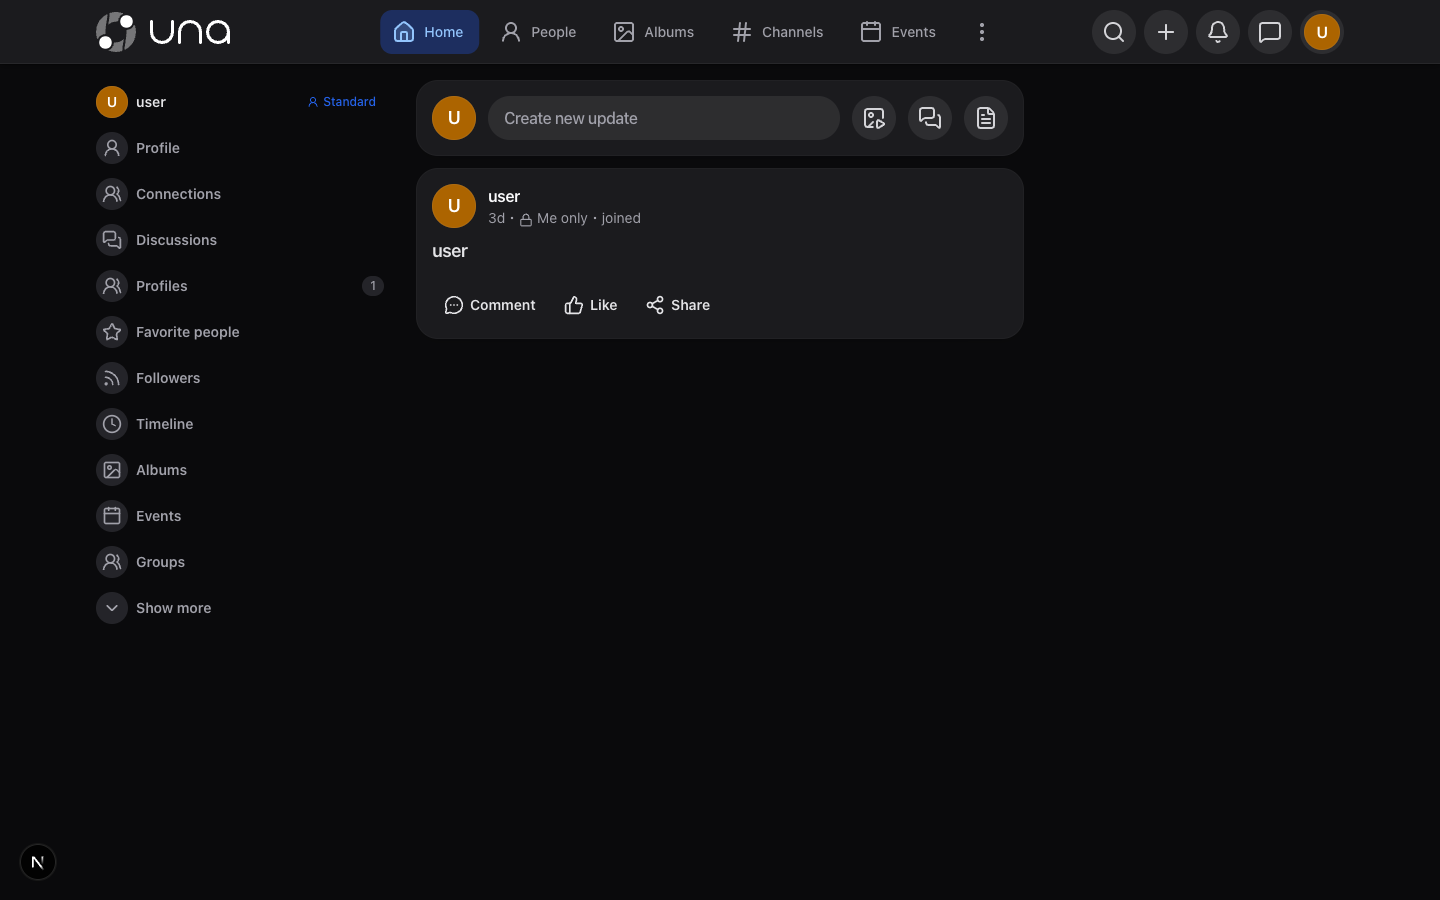 una
Home
People
Albums
Channels
Events
U
U
user
Standard
Profile
Connections
Discussions
Profiles
1
Favorite people
Followers
Timeline
Albums
Events
Groups
Show more
U
Create new update
U
user
3d · Me only · joined
user
Comment
Like
Share
N